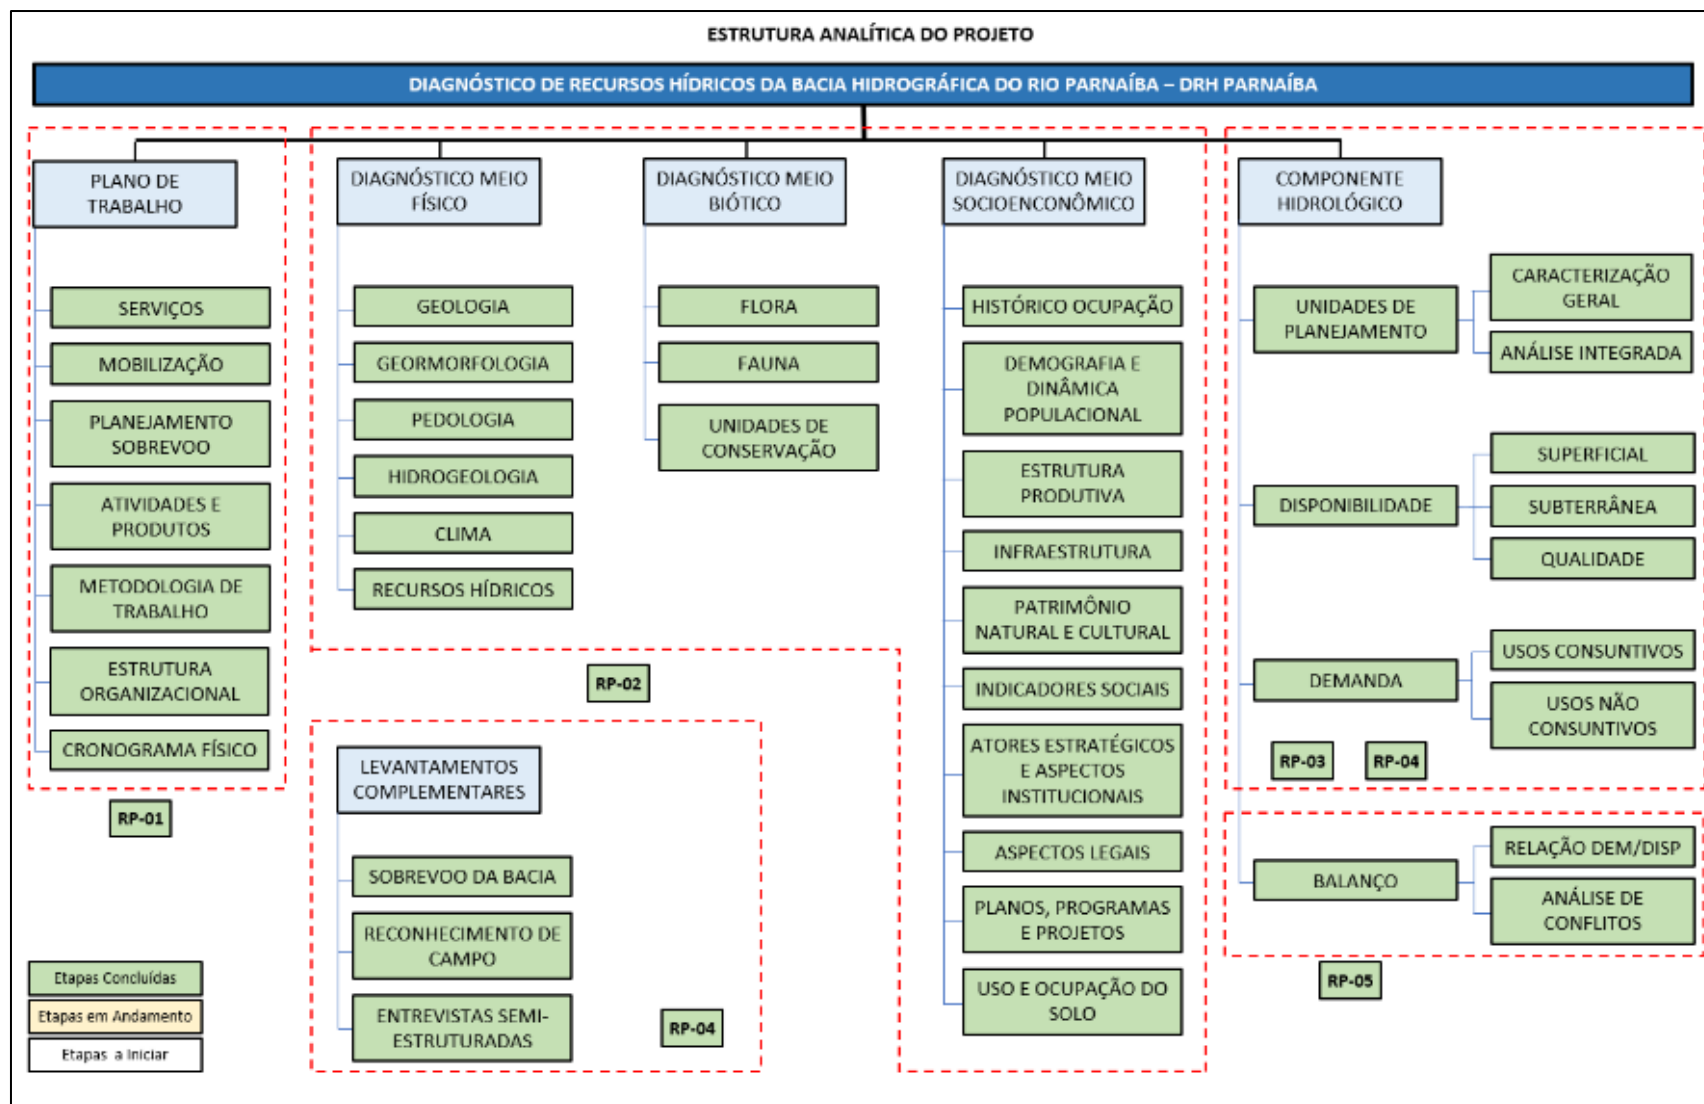 ESTRUTURA ANALÍTICA DO PROJETO
DIAGNÓSTICO DE RECURSOS HÍDRICOS DA BACIA HIDROGRÁFICA DO RIO PARNAÍBA – DRH PARNAÍBA
PLANO DE
TRABALHO
SERVIÇOS
MOBILIZAÇÃO
PLANEJAMENTO
SOBREVOO
ATIVIDADES E
PRODUTOS
METODOLOGIA DE
TRABALHO
ESTRUTURA
ORGANIZACIONAL
CRONOGRAMA FÍSICO
RP-01
DIAGNÓSTICO MEIO
FÍSICO
GEOLOGIA
GEORMORFOLOGIA
PEDOLOGIA
HIDROGEOLOGIA
CLIMA
RECURSOS HÍDRICOS
DIAGNÓSTICO MEIO
BIÓTICO
FLORA
FAUNA
UNIDADES DE
CONSERVAÇÃO
RP-02
DIAGNÓSTICO MEIO
SOCIOENCONÔMICO
HISTÓRICO OCUPAÇÃO
DEMOGRAFIA E
DINÂMICA
POPULACIONAL
ESTRUTURA
PRODUTIVA
INFRAESTRUTURA
PATRIMÔNIO
NATURAL E CULTURAL
INDICADORES SOCIAIS
ATORES ESTRATÉGICOS
E ASPECTOS
INSTITUCIONAIS
ASPECTOS LEGAIS
PLANOS, PROGRAMAS
E PROJETOS
USO E OCUPAÇÃO DO
SOLO
LEVANTAMENTOS
COMPLEMENTARES
SOBREVOO DA BACIA
RECONHECIMENTO DE
CAMPO
ENTREVISTAS SEMI-
ESTRUTURADAS
RP-04
COMPONENTE
HIDROLÓGICO
UNIDADES DE
PLANEJAMENTO
CARACTERIZAÇÃO
GERAL
ANÁLISE INTEGRADA
DISPONIBILIDADE
SUPERFICIAL
SUBTERRÂNEA
QUALIDADE
DEMANDA
USOS CONSUNTIVOS
USOS NÃO
CONSUNTIVOS
RP-03
RP-04
BALANÇO
RELAÇÃO DEM/DISP
ANÁLISE DE
CONFLITOS
RP-05
Etapas Concluídas
Etapas em Andamento
Etapas a Iniciar